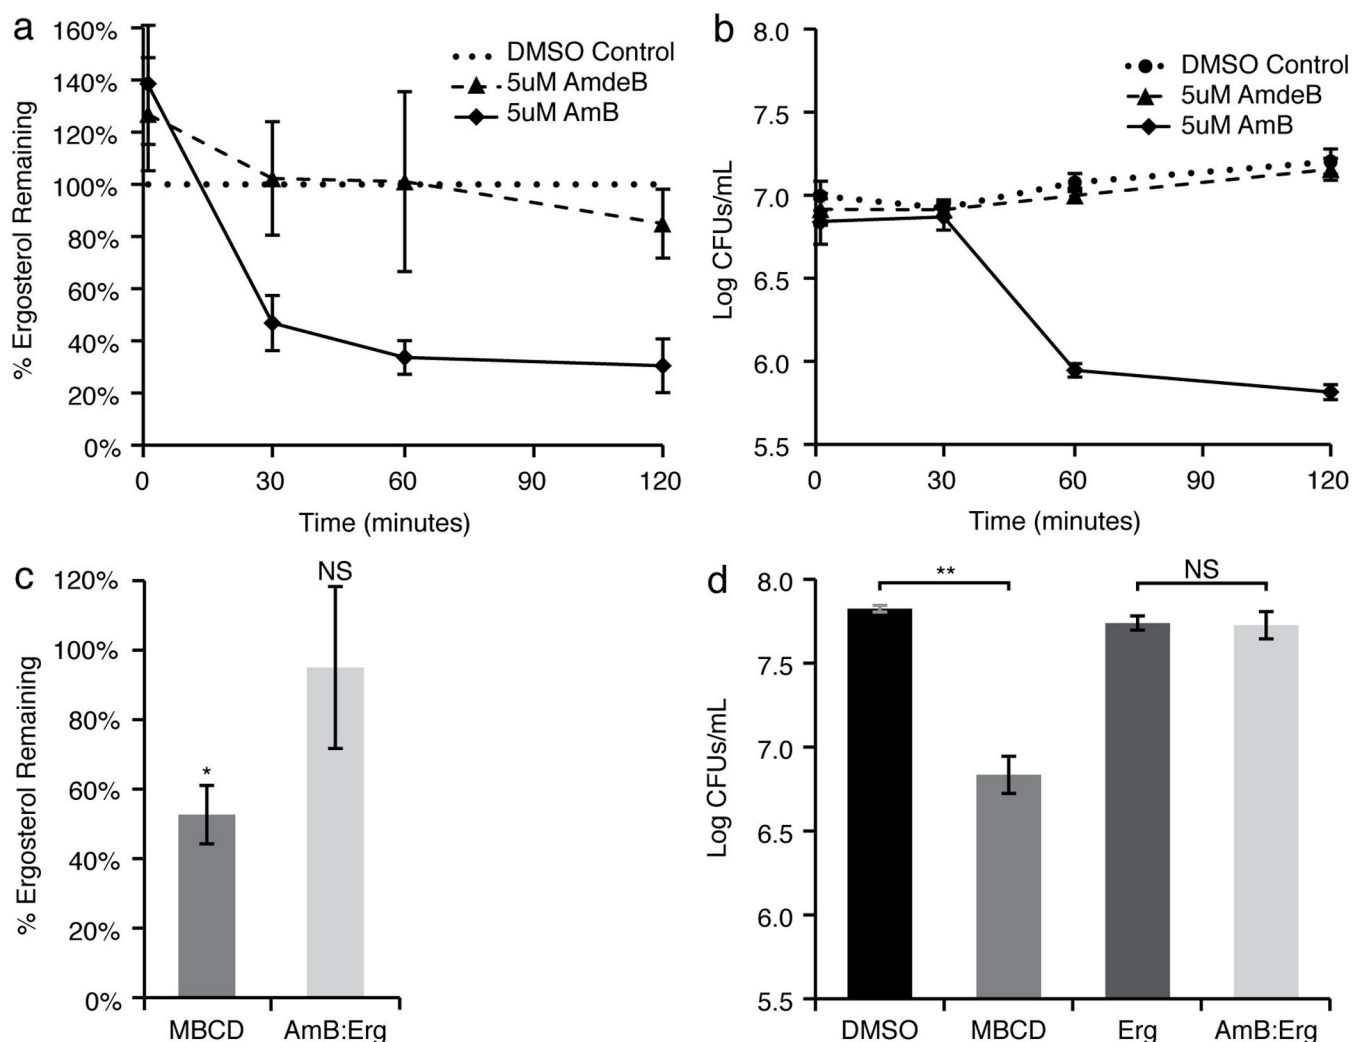 a
160%
140%
120%
100%
80%
60%
40%
20%
0%
% Ergosterol Remaining
DMSO Control
5uM AmdeB
5uM AmB
0 30 60 90 120
Time (minutes)
b
8.0
7.5
7.0
6.5
6.0
5.5
Log CFUs/mL
DMSO Control
5uM AmdeB
5uM AmB
0 30 60 90 120
Time (minutes)
c
120%
100%
80%
60%
40%
20%
0%
% Ergosterol Remaining
*
NS
MBCD AmB:Erg
d
8.0
7.5
7.0
6.5
6.0
5.5
Log CFUs/mL
**
NS
DMSO MBCD Erg AmB:Erg